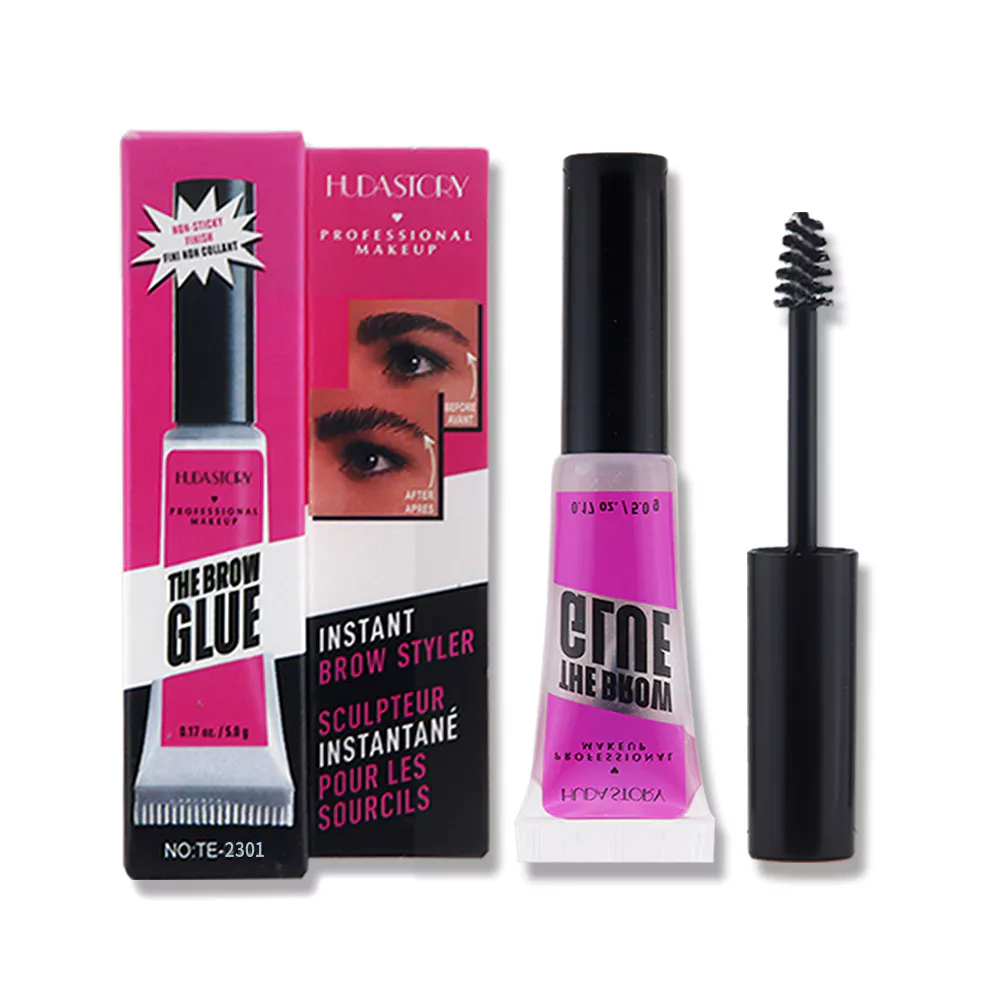 NON-STICKY
FINISH
FINI NON COLLANT
HUDASTORY
PROFESSIONAL
MAKEUP
THE BROW
GLUE
0.17 oz. / 5.0 g
NO:TE-2301
HUDASTORY
PROFESSIONAL
MAKEUP
BEFORE
AVANT
AFTER
APRES
INSTANT
BROW STYLER
SCULPTEUR
INSTANTANÉ
POUR LES
SOURCILS
HUDASTORY
PROFESSIONAL
MAKEUP
THE BROW
GLUE
0.17 oz. / 5.0 g